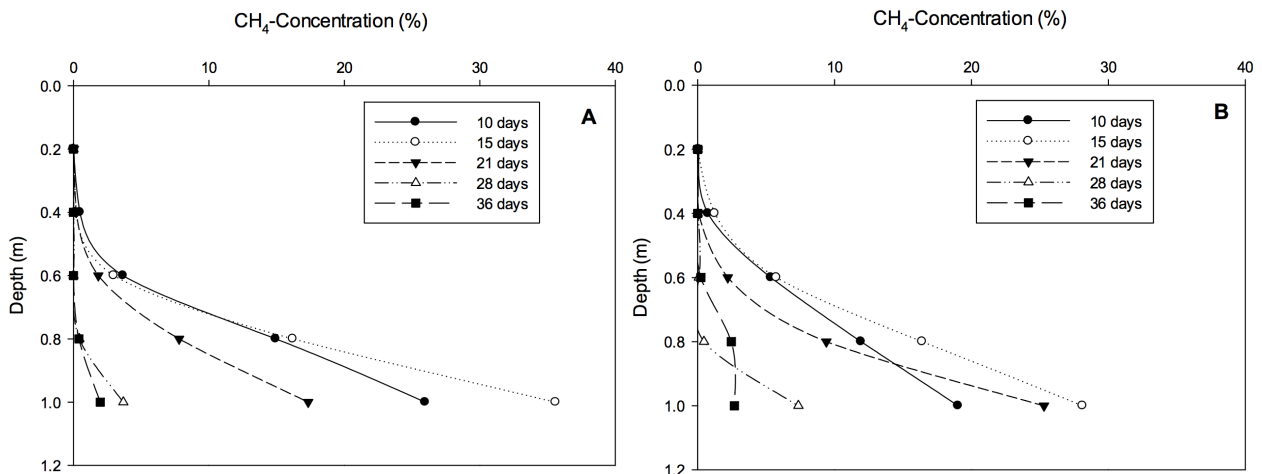 CH₄-Concentration (%)
0 10 20 30 40
0.0
0.2
0.4
0.6
0.8
1.0
1.2
Depth (m)
A
10 days
15 days
21 days
28 days
36 days
CH₄-Concentration (%)
0 10 20 30 40
0.0
0.2
0.4
0.6
0.8
1.0
1.2
Depth (m)
B
10 days
15 days
21 days
28 days
36 days